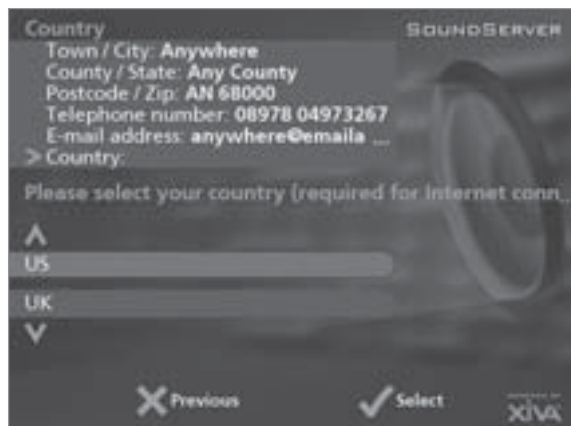 Country
SOUNDSERVER
Town / City: Anywhere
County / State: Any County
Postcode / Zip: AN 68000
Telephone number: 08978 04973267
E-mail address: anywhere@emaila ...
> Country:
Please select your country (required for Internet conn...
US
UK
Previous
Select
xiva